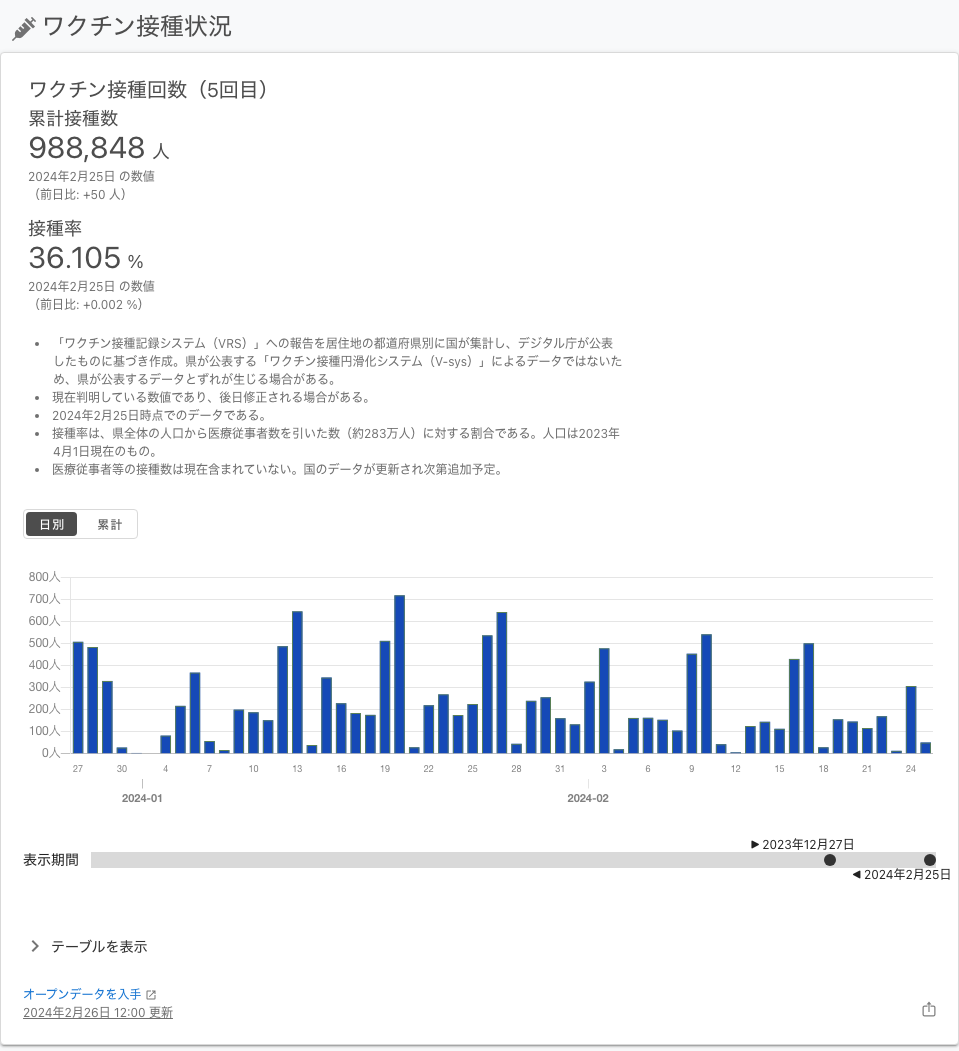 ワクチン接種状況
ワクチン接種回数（5回目）
累計接種数
988,848 人
2024年2月25日 の数値
（前日比: +50 人）
接種率
36.105 %
2024年2月25日 の数値
（前日比: +0.002 %）
• 「ワクチン接種記録システム（VRS）」への報告を居住地の都道府県別に国が集計し、デジタル庁が公表
したものに基づき作成。県が公表する「ワクチン接種円滑化システム（V-sys）」によるデータではないた
め、県が公表するデータとずれが生じる場合がある。
• 現在判明している数値であり、後日修正される場合がある。
• 2024年2月25日時点でのデータである。
• 接種率は、県全体の人口から医療従事者数を引いた数（約283万人）に対する割合である。人口は2023年
4月1日現在のもの。
• 医療従事者等の接種数は現在含まれていない。国のデータが更新され次第追加予定。
日別 累計
800人
700人
600人
500人
400人
300人
200人
100人
0人
27 30 4 7 10 13 16 19 22 25 28 31 3 6 9 12 15 18 21 24
2024-01 2024-02
▶ 2023年12月27日
表示期間
◀ 2024年2月25日
テーブルを表示
オープンデータを入手
2024年2月26日 12:00 更新